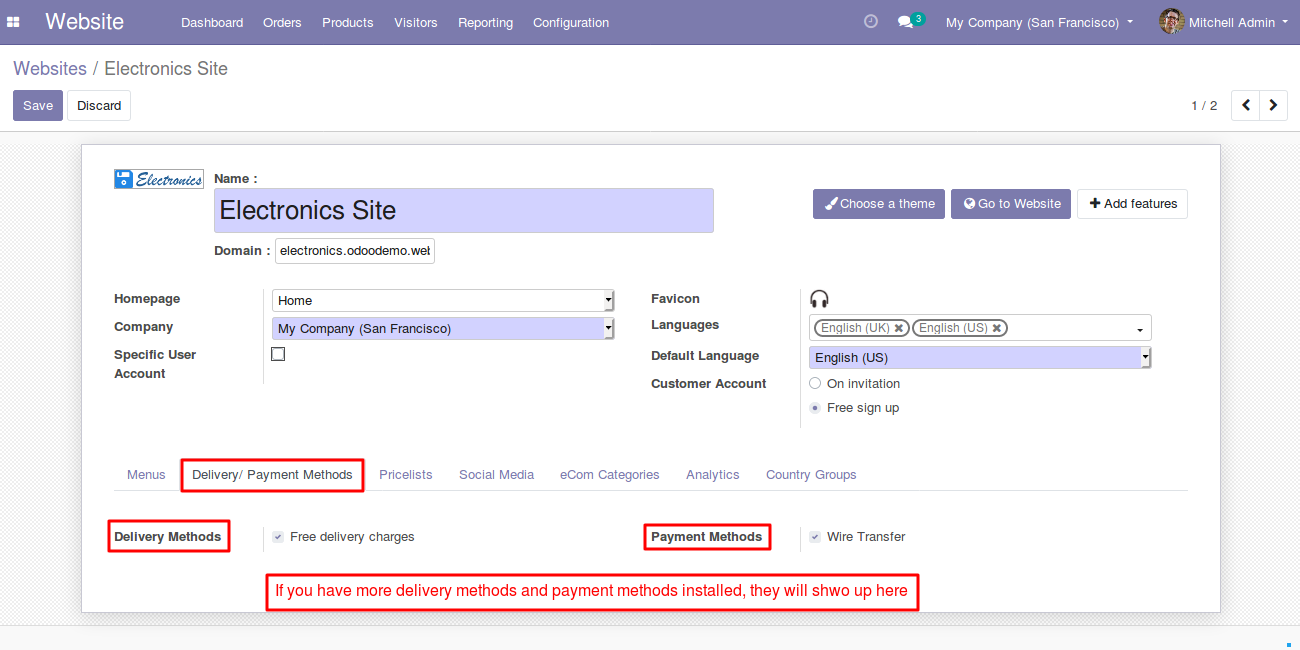 Website Dashboard Orders Products Visitors Reporting Configuration 3 My Company (San Francisco) Mitchell Admin
Websites / Electronics Site
Save Discard 1 / 2
Electronics Name :
Electronics Site
Choose a theme Go to Website Add features
Domain : electronics.odoodemo.wel
Homepage Home Favicon
Company My Company (San Francisco) Languages English (UK) English (US)
Specific User Account Default Language English (US)
Customer Account On invitation
Free sign up
Menus Delivery/ Payment Methods Pricelists Social Media eCom Categories Analytics Country Groups
Delivery Methods Free delivery charges Payment Methods Wire Transfer
If you have more delivery methods and payment methods installed, they will shwo up here